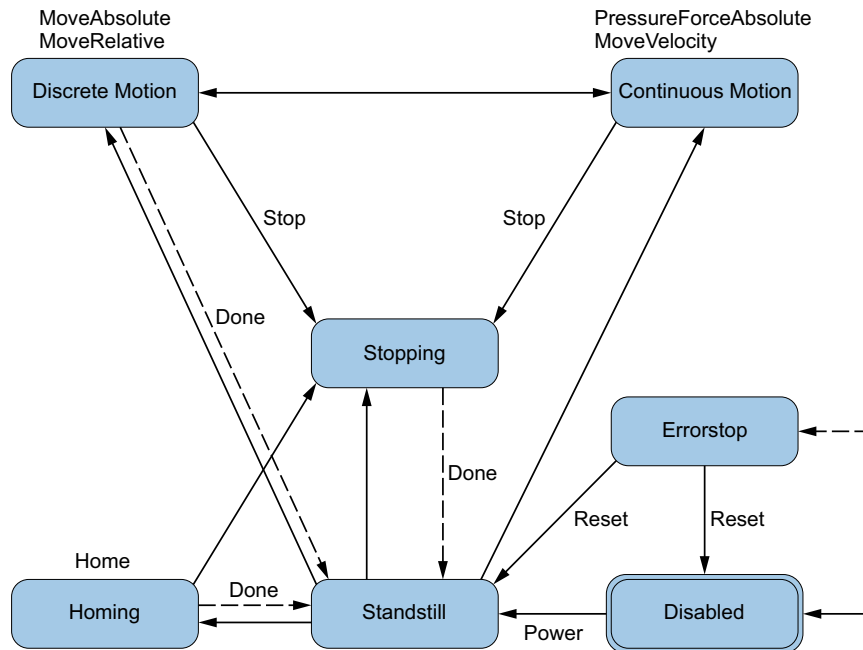 MoveAbsolute
MoveRelative
PressureForceAbsolute
MoveVelocity
Discrete Motion
Continuous Motion
Stop
Stop
Done
Stopping
Errorstop
Done
Reset
Reset
Home
Done
Homing
Standstill
Disabled
Power